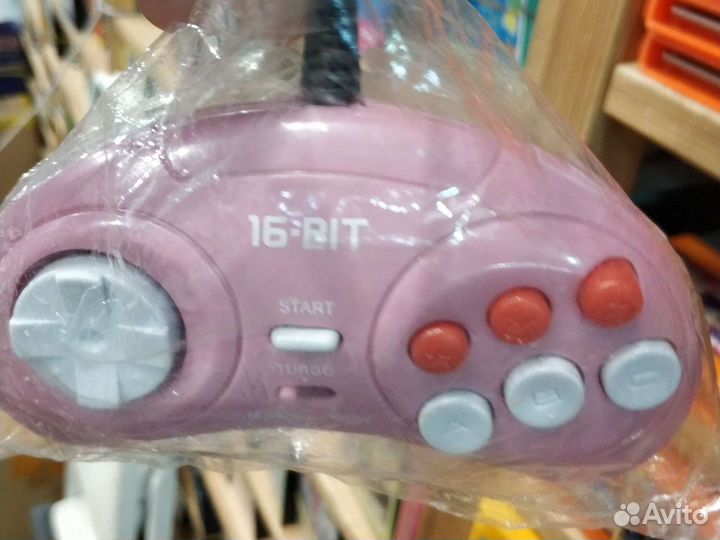 16-BIT
START
TURBO
A B C
Avito